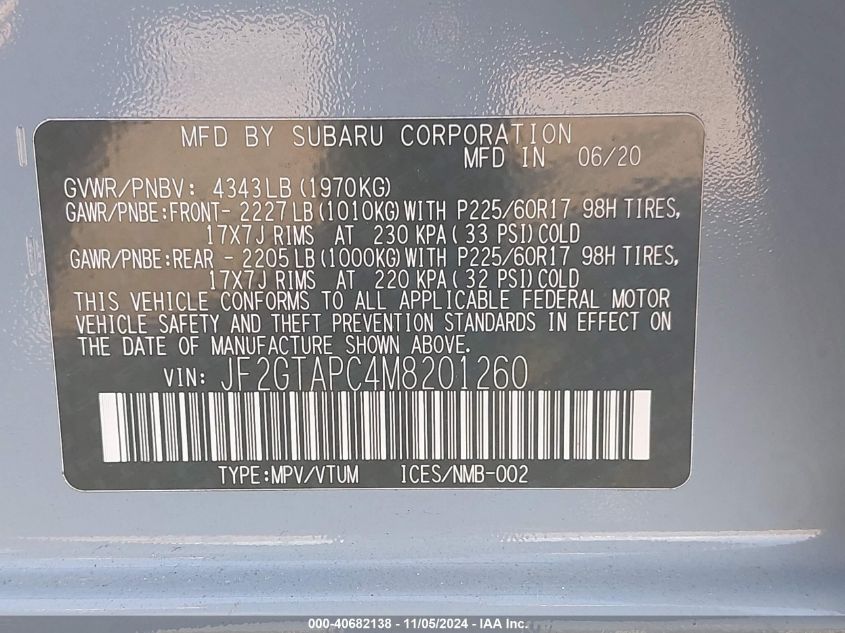 MFD BY SUBARU CORPORATION
MFD IN 06/20
GVWR/PNBV: 4343LB(1970KG)
GAWR/PNBE:FRONT- 2227LB(1010KG)WITH P225/60R17 98H TIRES,
17X7J RIMS AT 230 KPA( 33 PSI)COLD
GAWR/PNBE:REAR - 2205LB(1000KG)WITH P225/60R17 98H TIRES,
17X7J RIMS AT 220 KPA( 32 PSI)COLD
THIS VEHICLE CONFORMS TO ALL APPLICABLE FEDERAL MOTOR
VEHICLE SAFETY AND THEFT PREVENTION STANDARDS IN EFFECT ON
THE DATE OF MANUFACTURE SHOWN ABOVE.
VIN: JF2GTAPC4M8201260
TYPE:MPV/VTUM ICES/NMB-002
000-40682138 - 11/05/2024 - IAA Inc.